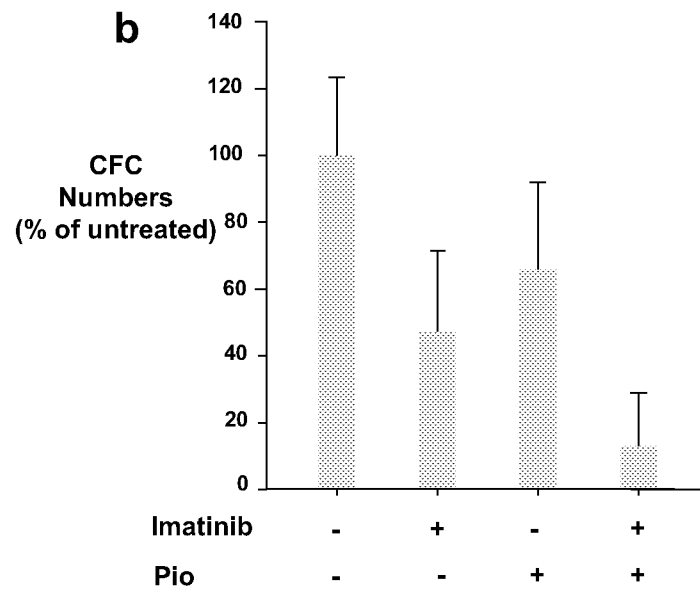 b
140
120
100
80
60
40
20
0
CFC
Numbers
(% of untreated)
Imatinib - + - +
Pio - - + +